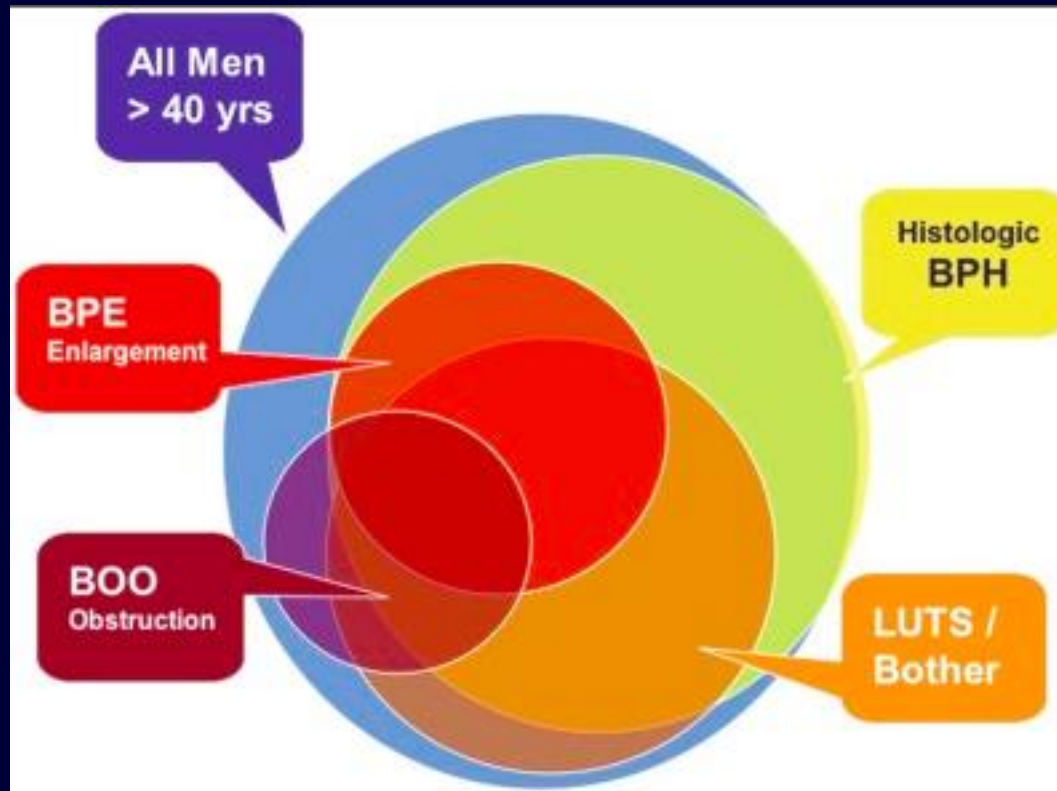 All Men
> 40 yrs
Histologic
BPH
BPE
Enlargement
BOO
Obstruction
LUTS /
Bother